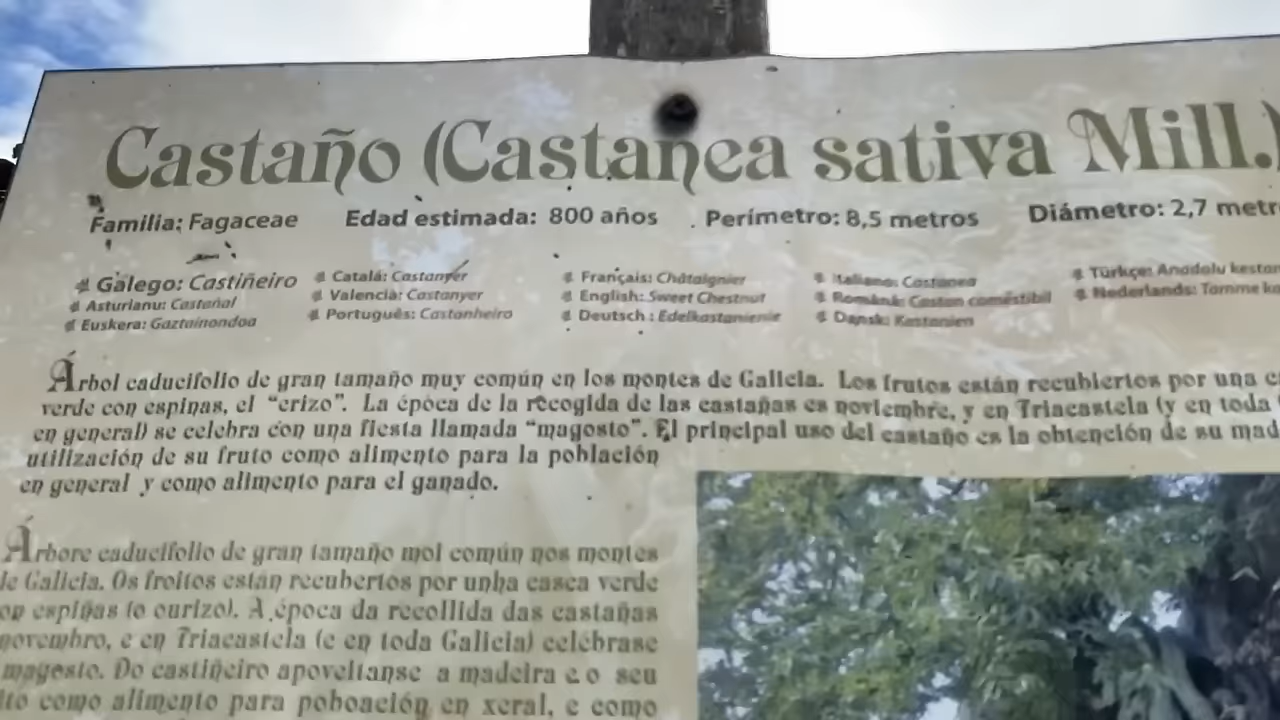 Castaño (Castanea sativa Mill.)
Familia: Fagaceae Edad estimada: 800 años Perímetro: 8,5 metros Diámetro: 2,7 metr
Galego: Castiñeiro Catalá: Castanyer Français: Châtaignier Italiano: Castanea Türkçe: Anadolu kestan
Asturianu: Castañal Valenciá: Castanyer English: Sweet Chestnut Română: Castan comestibil Nederlands: Tamme ka
Euskera: Gaztainondoa Português: Castanheiro Deutsch: Edelkastanienie Dansk: Kastanien
Árbol caducifolio de gran tamaño muy común en los montes de Galicia. Los frutos están recubiertos por una c
verde con espinas, el "erizo". La época de la recogida de las castañas es noviembre, y en Triacastela (y en toda
en general) se celebra con una fiesta llamada "magosto". El principal uso del castaño es la obtención de su mad
utilización de su fruto como alimento para la población
en general y como alimento para el ganado.
Árbore caducifolio de gran tamaño moi común nos montes
de Galicia. Os froitos están recubertos por unha casca verde
con espiñas (o ourizo). A época da recollida das castañas
novembro, e en Triacastela (e en toda Galicia) celébrase
magosto. Do castiñeiro apoveitanse a madeira e o seu
ito como alimento para poboación en xeral, e como